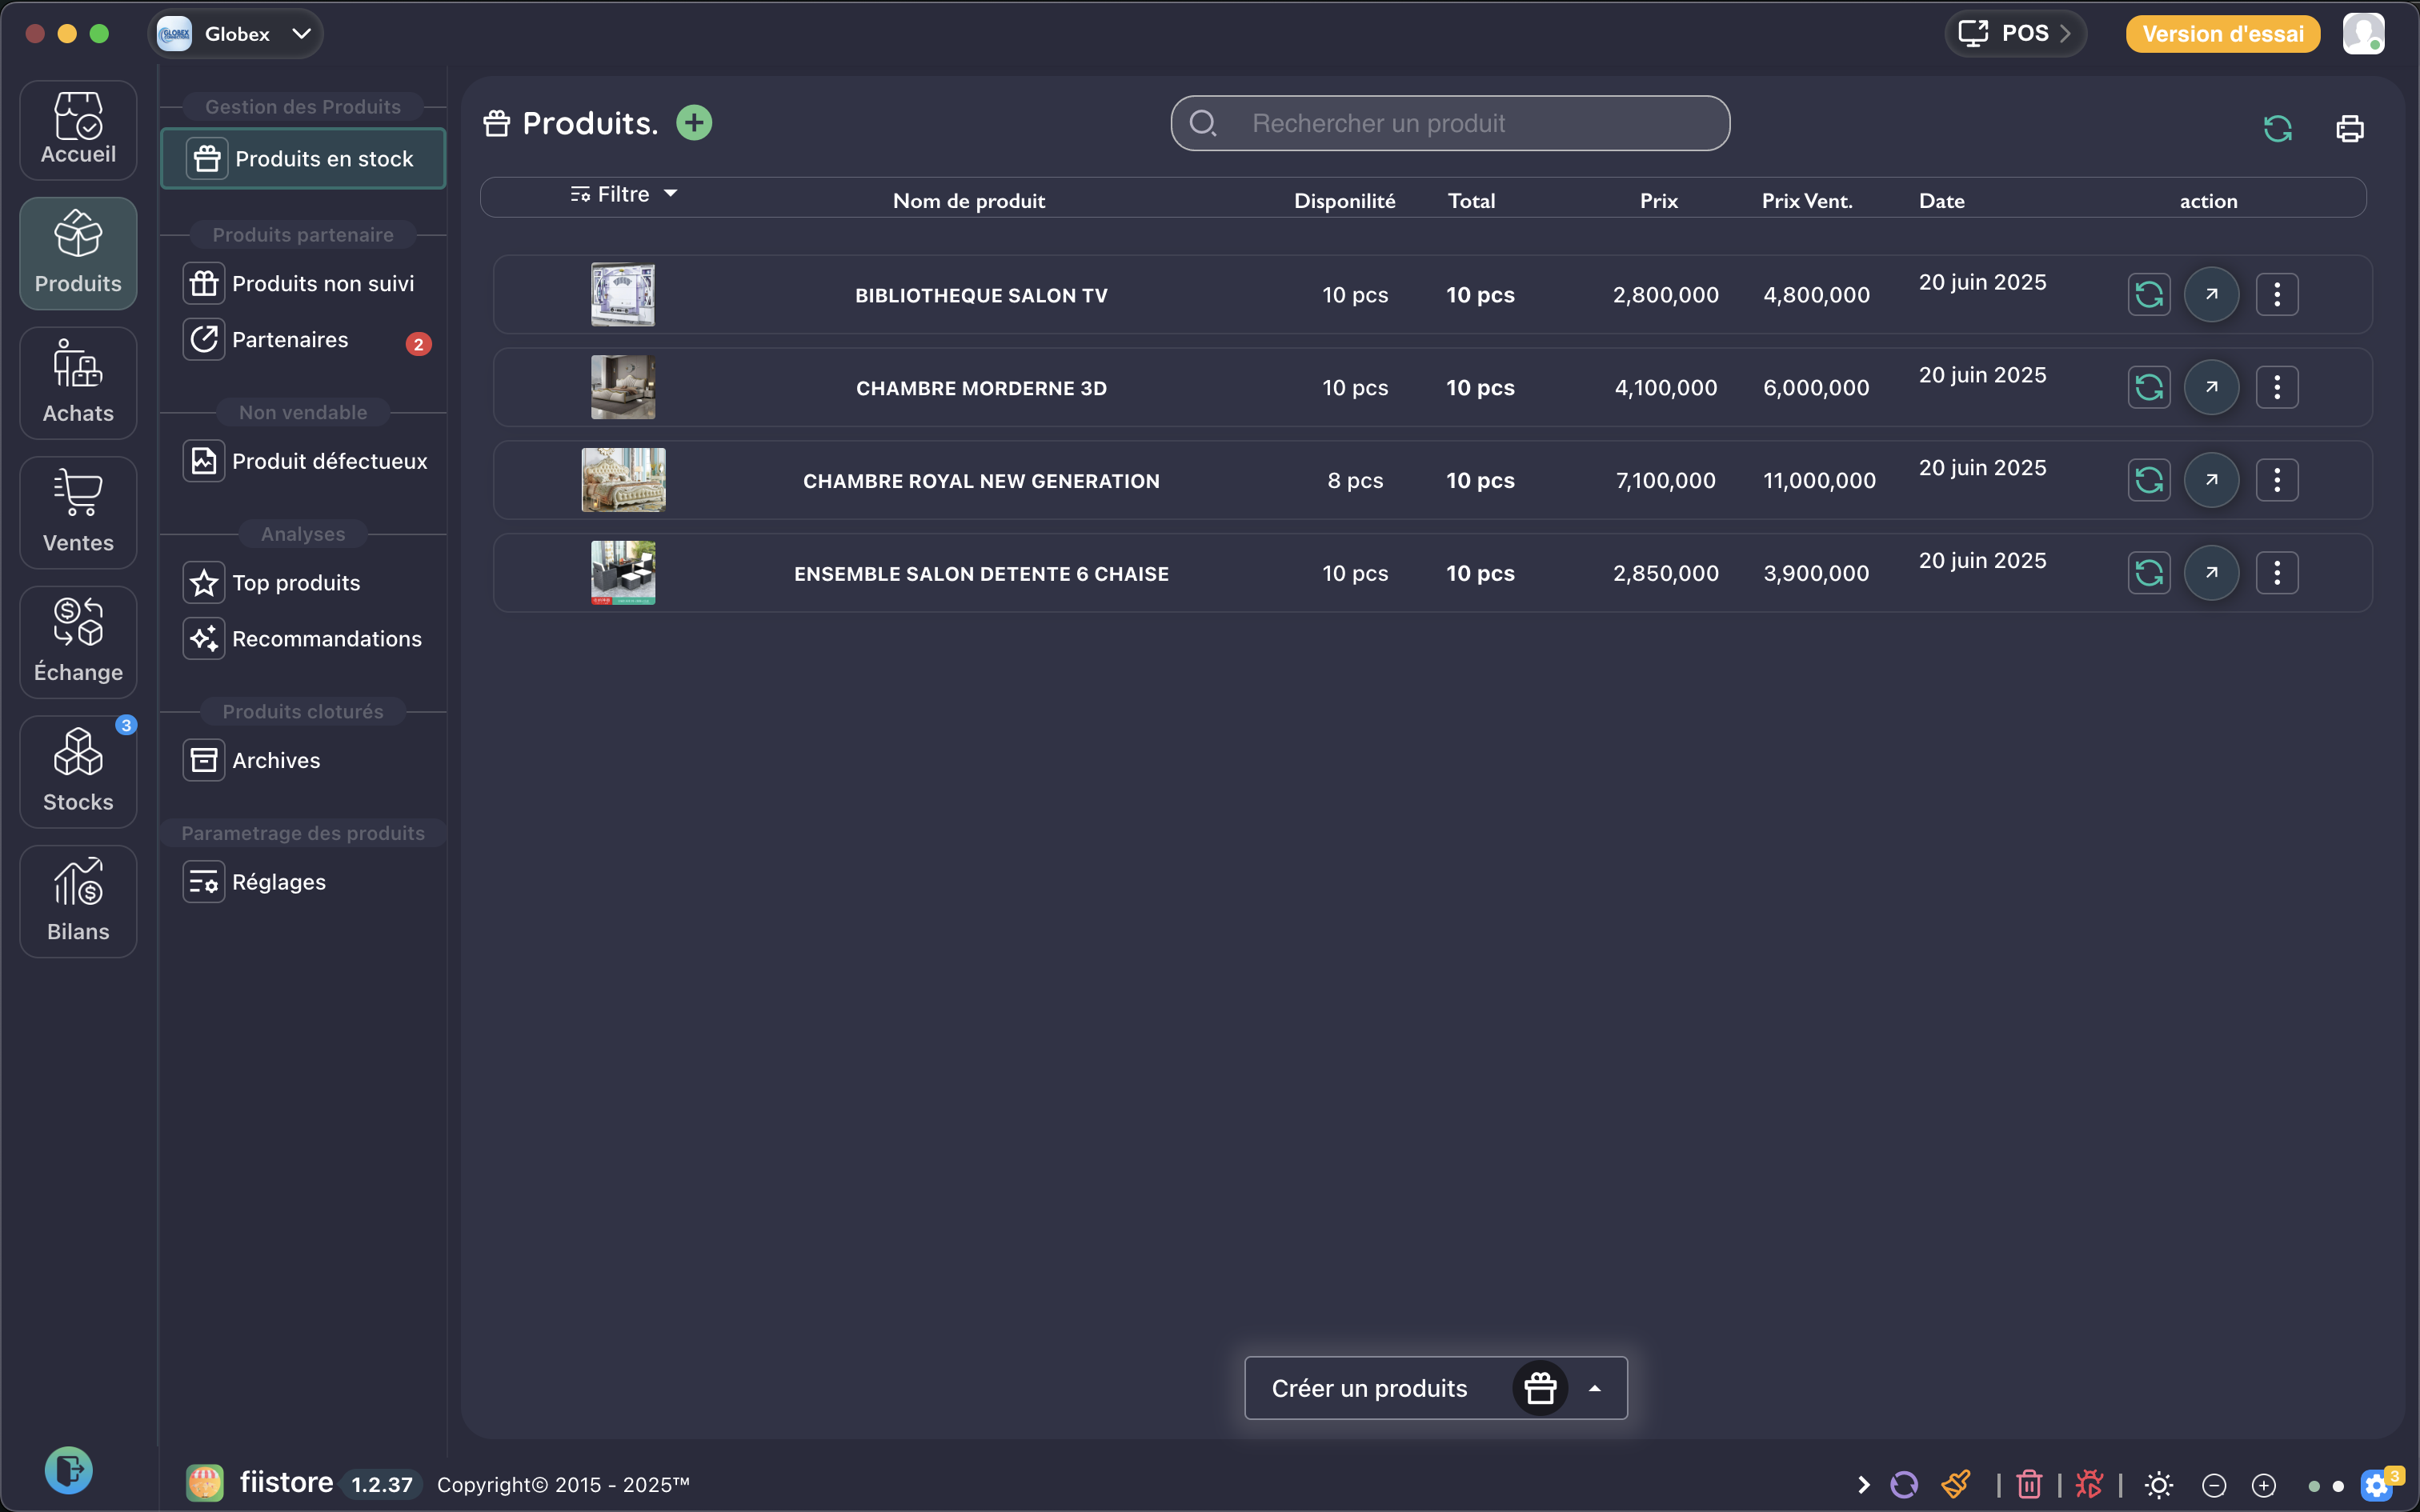 Globex
POS
Version d'essai
Accueil
Produits
Achats
Ventes
Échange
3
Stocks
Bilans
Gestion des Produits
Produits en stock
Produits partenaire
Produits non suivi
Partenaires
2
Non vendable
Produit défectueux
Analyses
Top produits
Recommandations
Produits cloturés
Archives
Parametrage des produits
Réglages
Produits.
Rechercher un produit
Filtre Nom de produit Disponilité Total Prix Prix Vent. Date action
BIBLIOTHEQUE SALON TV 10 pcs 10 pcs 2,800,000 4,800,000 20 juin 2025
CHAMBRE MORDERNE 3D 10 pcs 10 pcs 4,100,000 6,000,000 20 juin 2025
CHAMBRE ROYAL NEW GENERATION 8 pcs 10 pcs 7,100,000 11,000,000 20 juin 2025
ENSEMBLE SALON DETENTE 6 CHAISE 10 pcs 10 pcs 2,850,000 3,900,000 20 juin 2025
Créer un produits
fiistore 1.2.37 Copyright© 2015 - 2025™
3